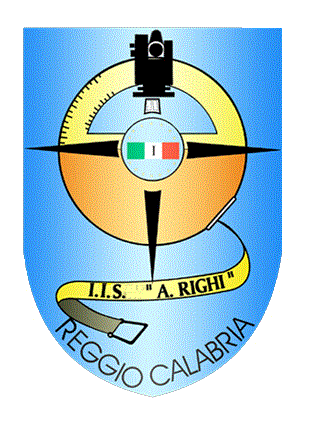 I
I.I.S. "A. RIGHI"
REGGIO CALABRIA